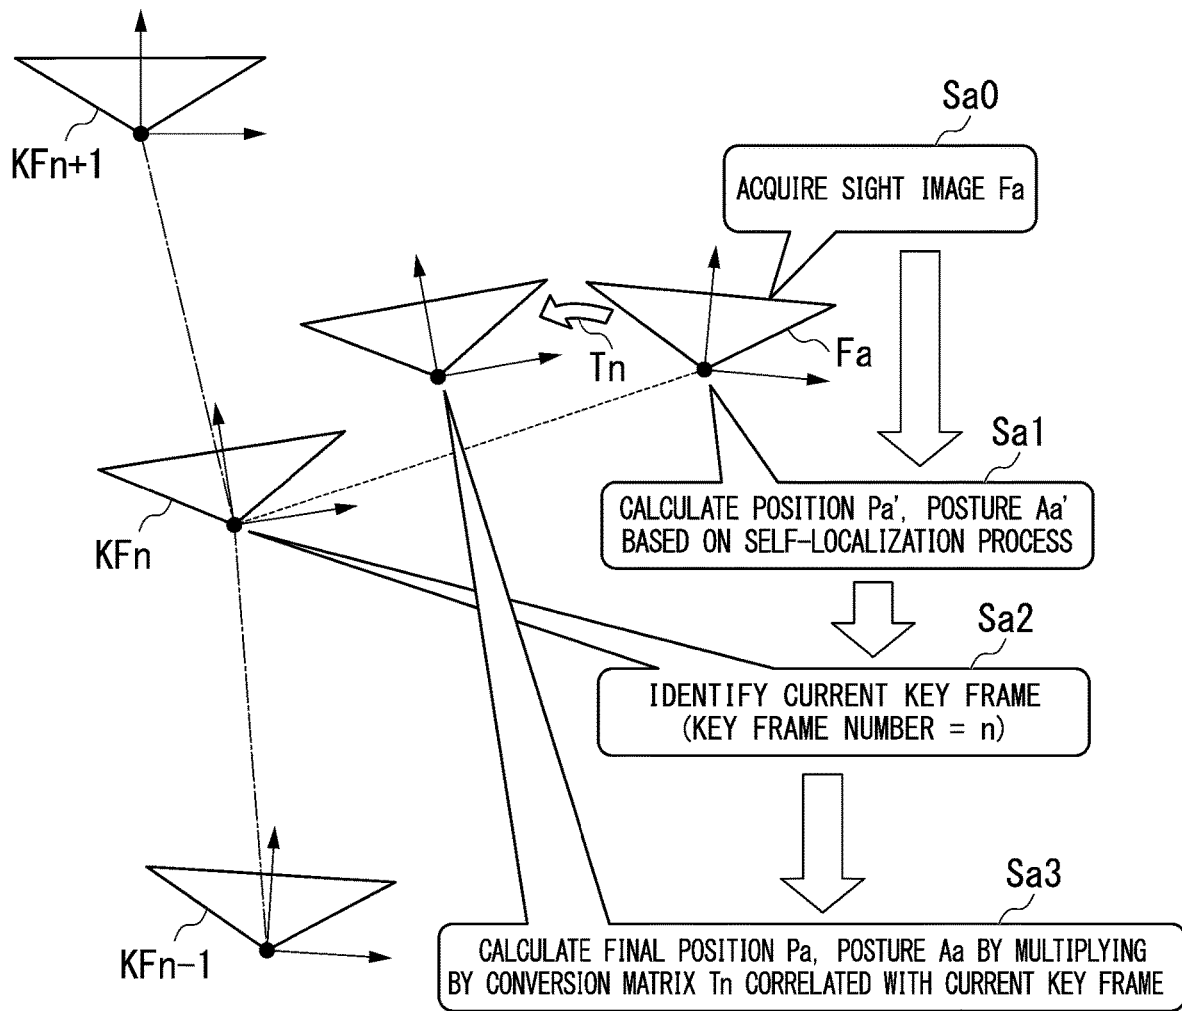 Sa0
ACQUIRE SIGHT IMAGE Fa
KFn+1
Tn
Fa
Sa1
CALCULATE POSITION Pa', POSTURE Aa'
BASED ON SELF-LOCALIZATION PROCESS
KFn
Sa2
IDENTIFY CURRENT KEY FRAME
(KEY FRAME NUMBER = n)
Sa3
KFn-1
CALCULATE FINAL POSITION Pa, POSTURE Aa BY MULTIPLYING
BY CONVERSION MATRIX Tn CORRELATED WITH CURRENT KEY FRAME